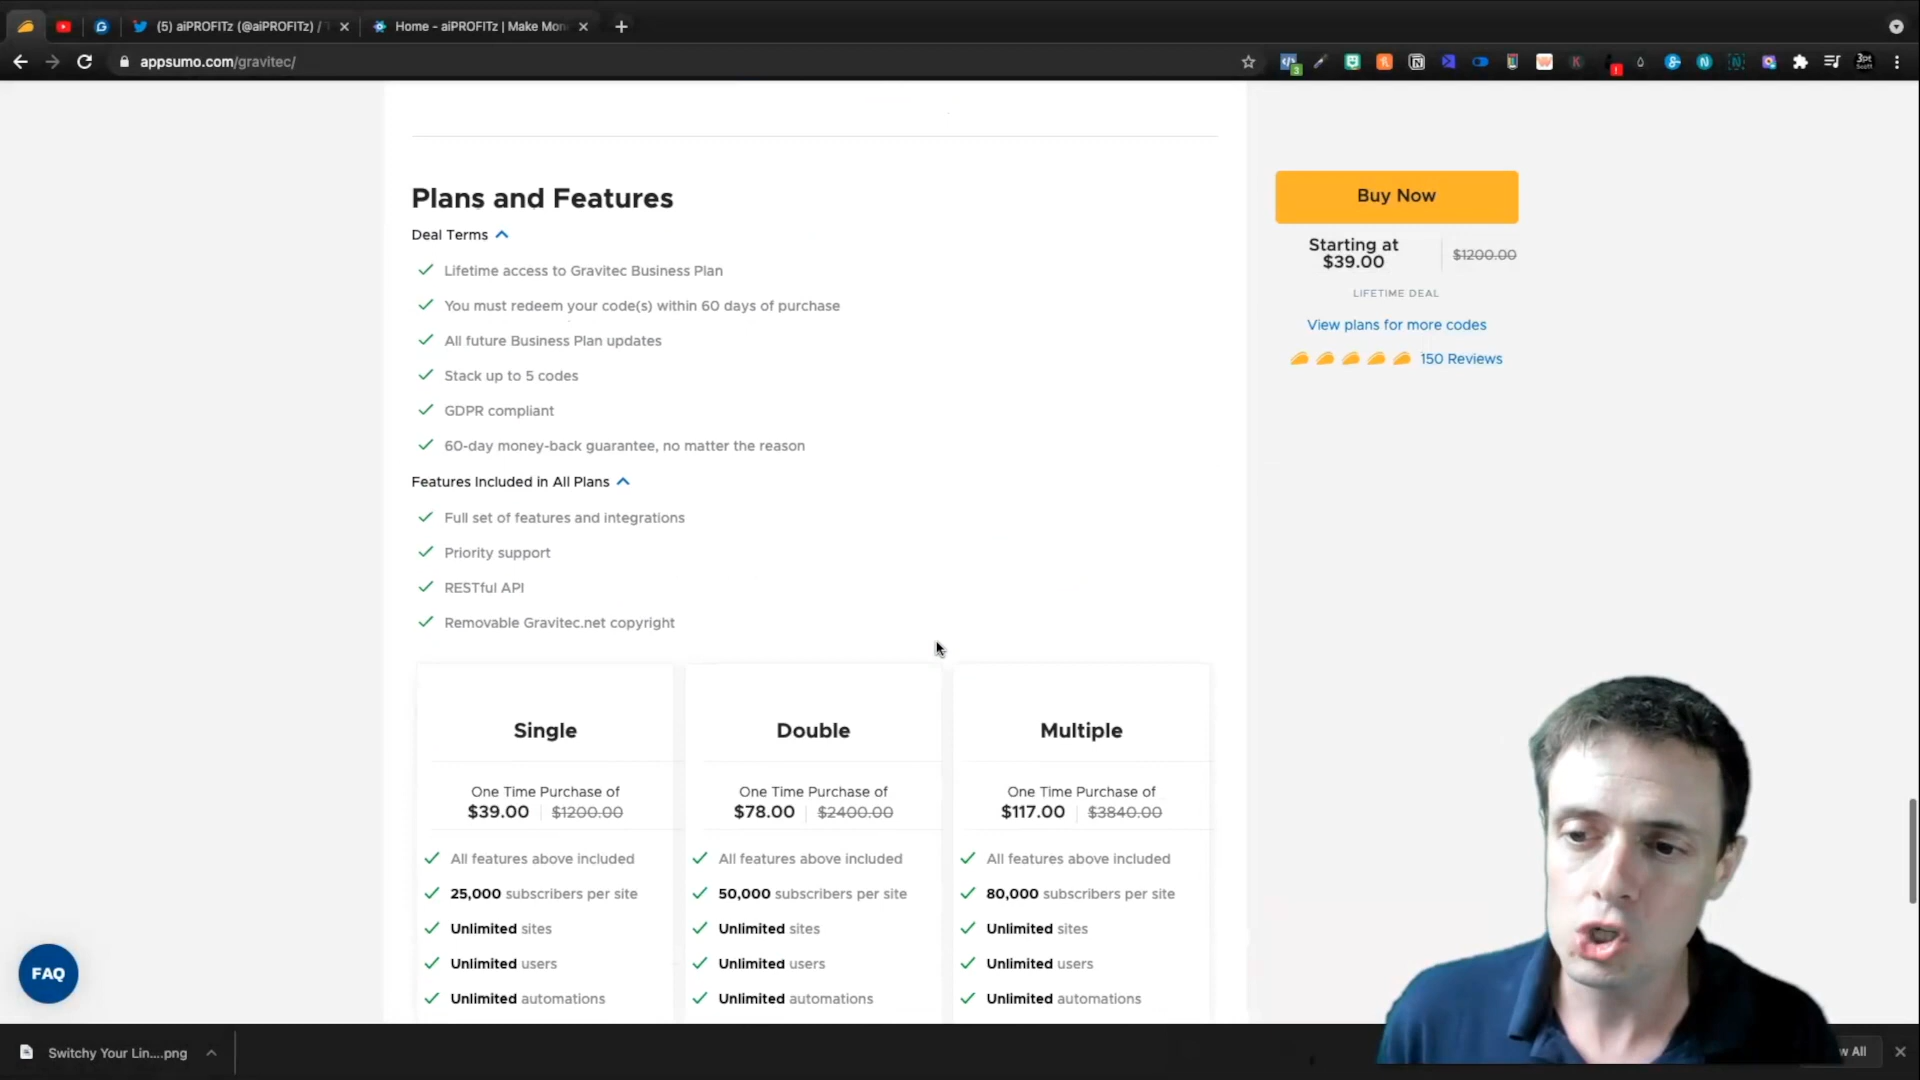 (5) aiPROFITz (@aiPROFITz) /
Home - aiPROFITz | Make Mon
appsumo.com/gravitec/
Plans and Features
Deal Terms
Lifetime access to Gravitec Business Plan
You must redeem your code(s) within 60 days of purchase
All future Business Plan updates
Stack up to 5 codes
GDPR compliant
60-day money-back guarantee, no matter the reason
Features Included in All Plans
Full set of features and integrations
Priority support
RESTful API
Removable Gravitec.net copyright
Buy Now
Starting at
$39.00
$1200.00
LIFETIME DEAL
View plans for more codes
150 Reviews
Single
One Time Purchase of
$39.00 $1200.00
All features above included
25,000 subscribers per site
Unlimited sites
Unlimited users
Unlimited automations
Double
One Time Purchase of
$78.00 $2400.00
All features above included
50,000 subscribers per site
Unlimited sites
Unlimited users
Unlimited automations
Multiple
One Time Purchase of
$117.00 $3840.00
All features above included
80,000 subscribers per site
Unlimited sites
Unlimited users
Unlimited automations
FAQ
Switchy Your Lin....png
w All